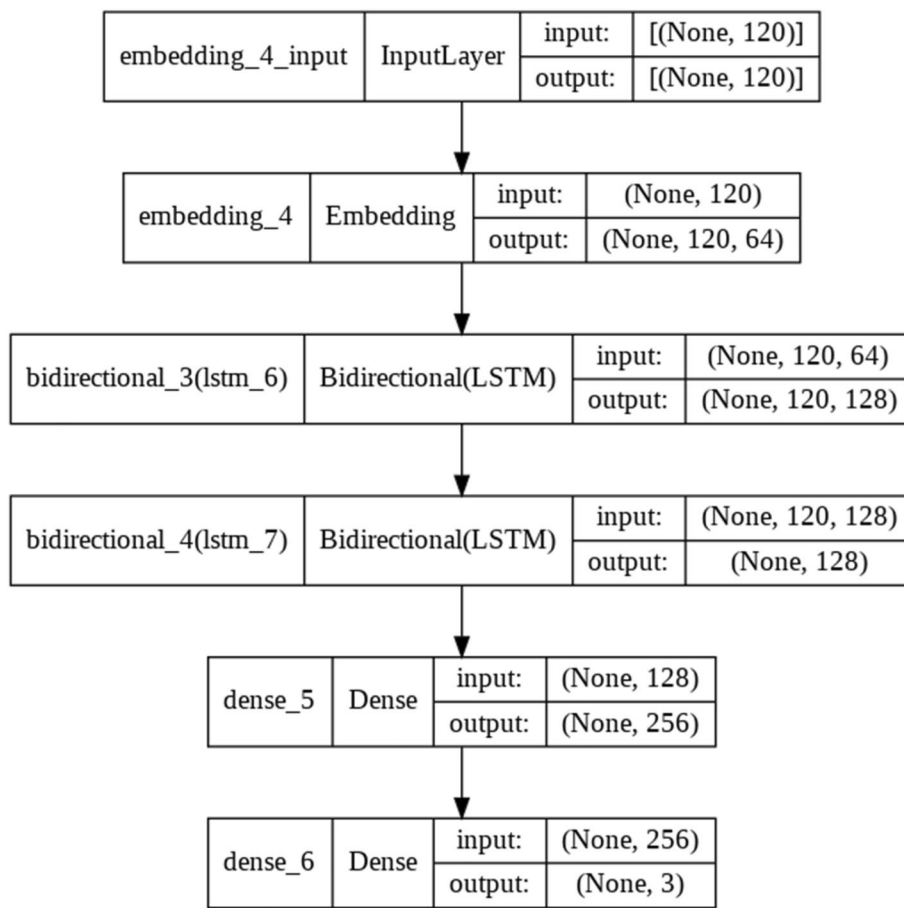 embedding_4_input InputLayer input: [(None, 120)]
output: [(None, 120)]
embedding_4 Embedding input: (None, 120)
output: (None, 120, 64)
bidirectional_3(lstm_6) Bidirectional(LSTM) input: (None, 120, 64)
output: (None, 120, 128)
bidirectional_4(lstm_7) Bidirectional(LSTM) input: (None, 120, 128)
output: (None, 128)
dense_5 Dense input: (None, 128)
output: (None, 256)
dense_6 Dense input: (None, 256)
output: (None, 3)